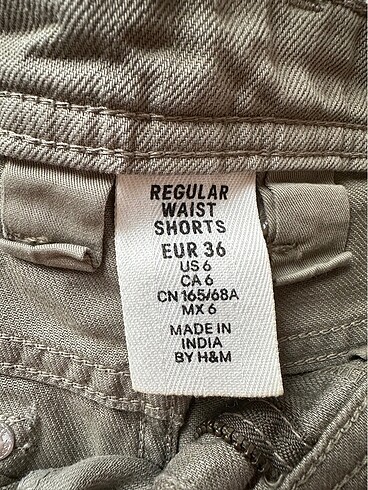 REGULAR
WAIST
SHORTS
EUR 36
US 6
CA 6
CN 165/68A
MX 6
MADE IN
INDIA
BY H&M